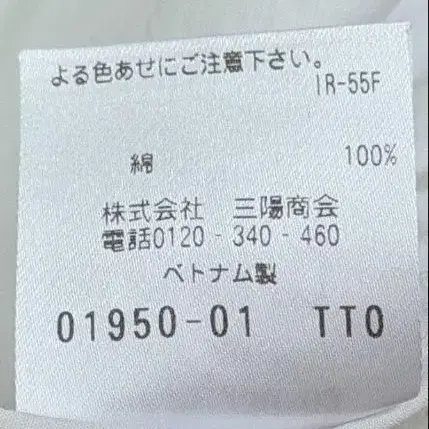 よる色あせにご注意下さい。
IR-55F
綿 100%
株式会社 三陽商会
電話0120-340-460
ベトナム製
01950-01 TTO